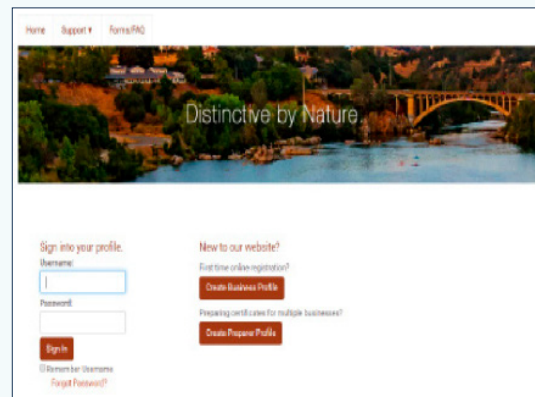 Home Support ▾ Forms/FAQ
Distinctive by Nature
Sign into your profile.
Username:
Password:
Sign In
Remember Username
Forgot Password?
New to our website?
First time online registration?
Create Business Profile
Preparing certificates for multiple businesses?
Create Preparer Profile